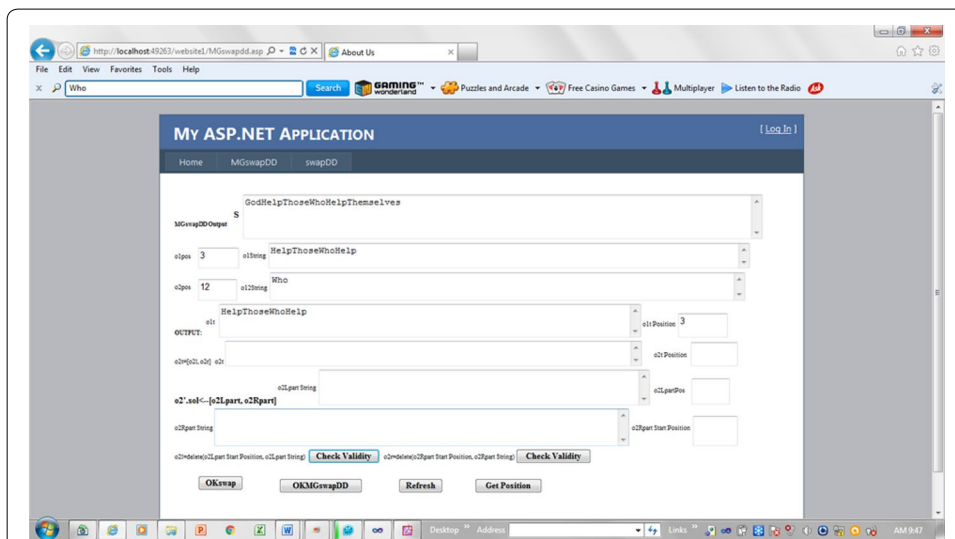 http://localhost:49263/website1/MGswapdd.asp
About Us
File Edit View Favorites Tools Help
x Who Search GAMING wonderland™ Puzzles and Arcade Free Casino Games Multiplayer Listen to the Radio Ask
MY ASP.NET APPLICATION [ Log In ]
Home MGswapDD swapDD
MGswapDD Output S GodHelpThoseWhoHelpThemselves
o1pos 3 o1String HelpThoseWhoHelp
o2pos 12 o12String Who
OUTPUT: o1t HelpThoseWhoHelp o1t Position 3
o2t=[o2l, o2r] o2t o2t Position
o2'.sol<--[o2Lpart, o2Rpart] o2Lpart String o2LpartPos
o2Rpart String o2Rpart Start Position
o2l=delete(o2Lpart Start Position, o2Lpart String) Check Validity o2r=delete(o2Rpart Start Position, o2Rpart String) Check Validity
OKswap OKMGswapDD Refresh Get Position
Desktop » Address Links » AM 9:47